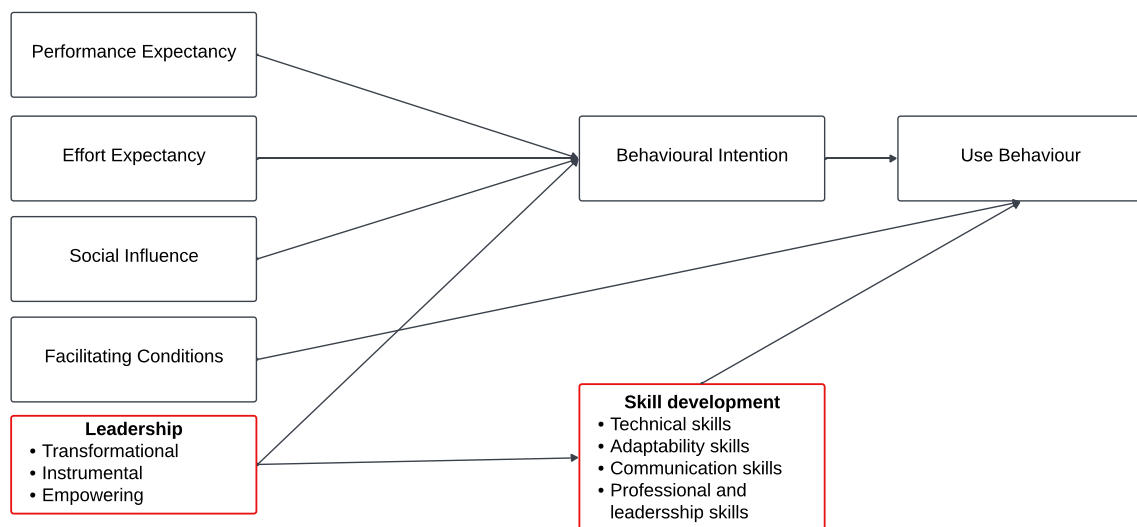 Performance Expectancy
Effort Expectancy
Behavioural Intention
Use Behaviour
Social Influence
Facilitating Conditions
Leadership
• Transformational
• Instrumental
• Empowering
Skill development
• Technical skills
• Adaptability skills
• Communication skills
• Professional and
leadersship skills